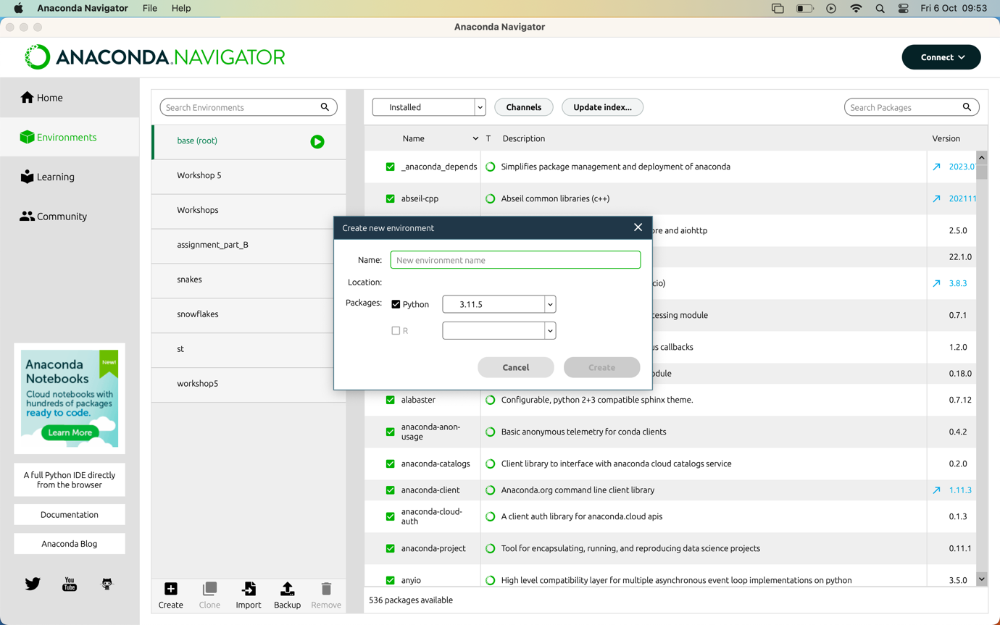 Anaconda Navigator File Help Fri 6 Oct 09:53
Anaconda Navigator
ANACONDA.NAVIGATOR
Connect
Home
Environments
Learning
Community
Anaconda Notebooks
New!
Cloud notebooks with
hundreds of packages
ready to code.
Learn More
A full Python IDE directly
from the browser
Documentation
Anaconda Blog
You
Tube
Search Environments
base (root)
Workshop 5
Workshops
assignment_part_B
snakes
snowflakes
st
workshop5
Create Clone Import Backup Remove
Installed Channels Update index... Search Packages
Name T Description Version
_anaconda_depends Simplifies package management and deployment of anaconda 2023.0
abseil-cpp Abseil common libraries (c++) 202111
ore and aiohttp 2.5.0
22.1.0
cio) 3.8.3
cessing module 0.7.1
us callbacks 1.2.0
odule 0.18.0
alabaster Configurable, python 2+3 compatible sphinx theme. 0.7.12
anaconda-anon-
usage Basic anonymous telemetry for conda clients 0.4.2
anaconda-catalogs Client library to interface with anaconda cloud catalogs service 0.2.0
anaconda-client Anaconda.org command line client library 1.11.3
anaconda-cloud-
auth A client auth library for anaconda.cloud apis 0.1.3
anaconda-project Tool for encapsulating, running, and reproducing data science projects 0.11.1
anyio High level compatibility layer for multiple asynchronous event loop implementations on python 3.5.0
536 packages available
Create new environment
Name: New environment name
Location:
Packages: Python 3.11.5
R
Cancel Create